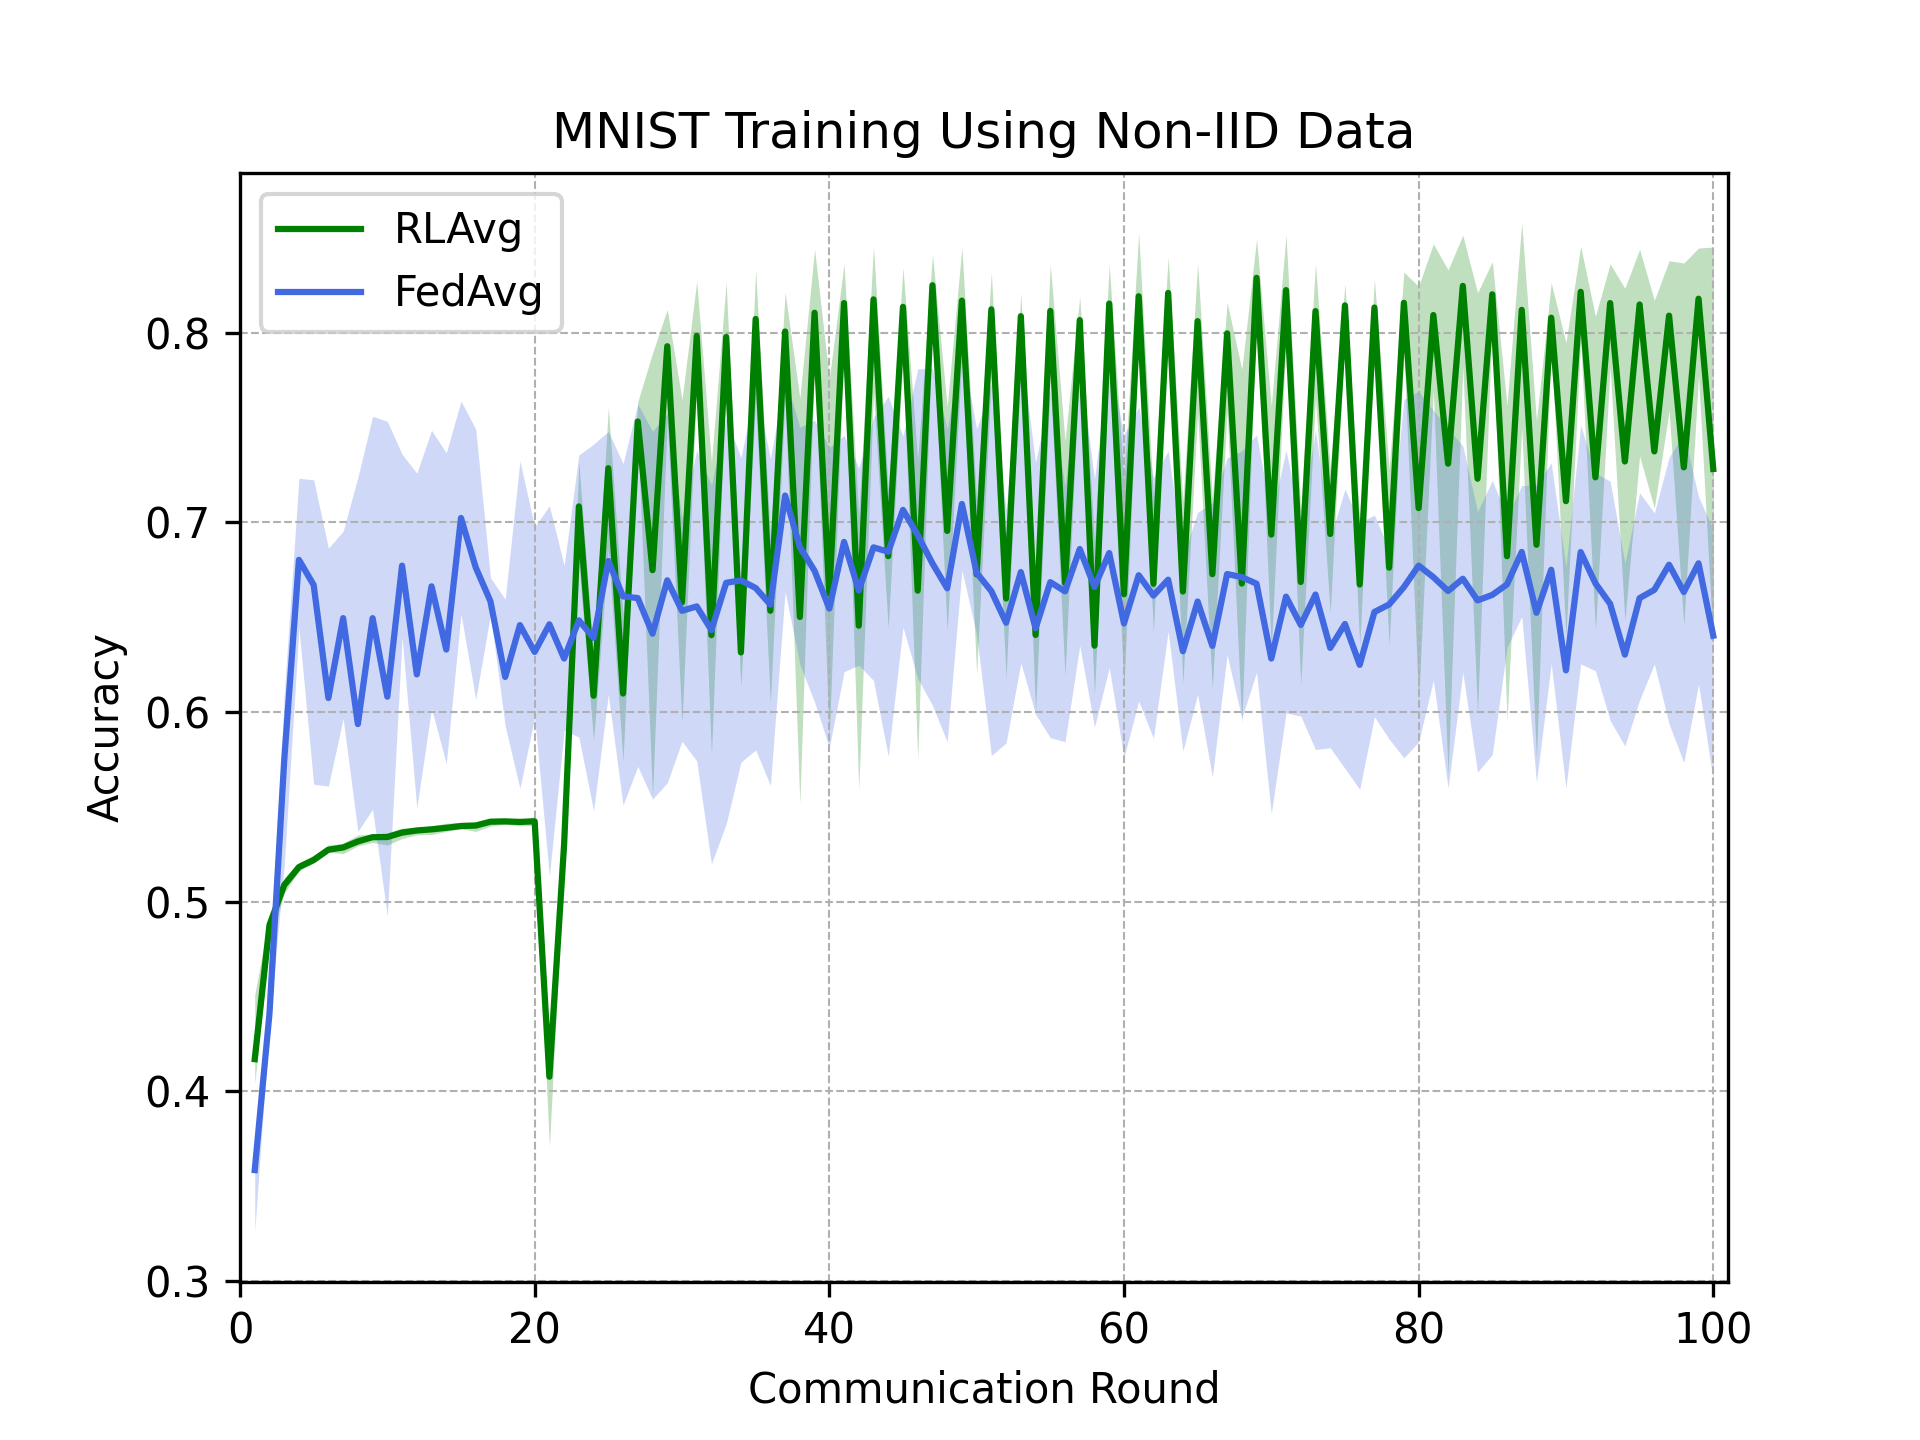 MNIST Training Using Non-IID Data
RLAvg
FedAvg
0.8
0.7
0.6
0.5
0.4
0.3
Accuracy
0 20 40 60 80 100
Communication Round